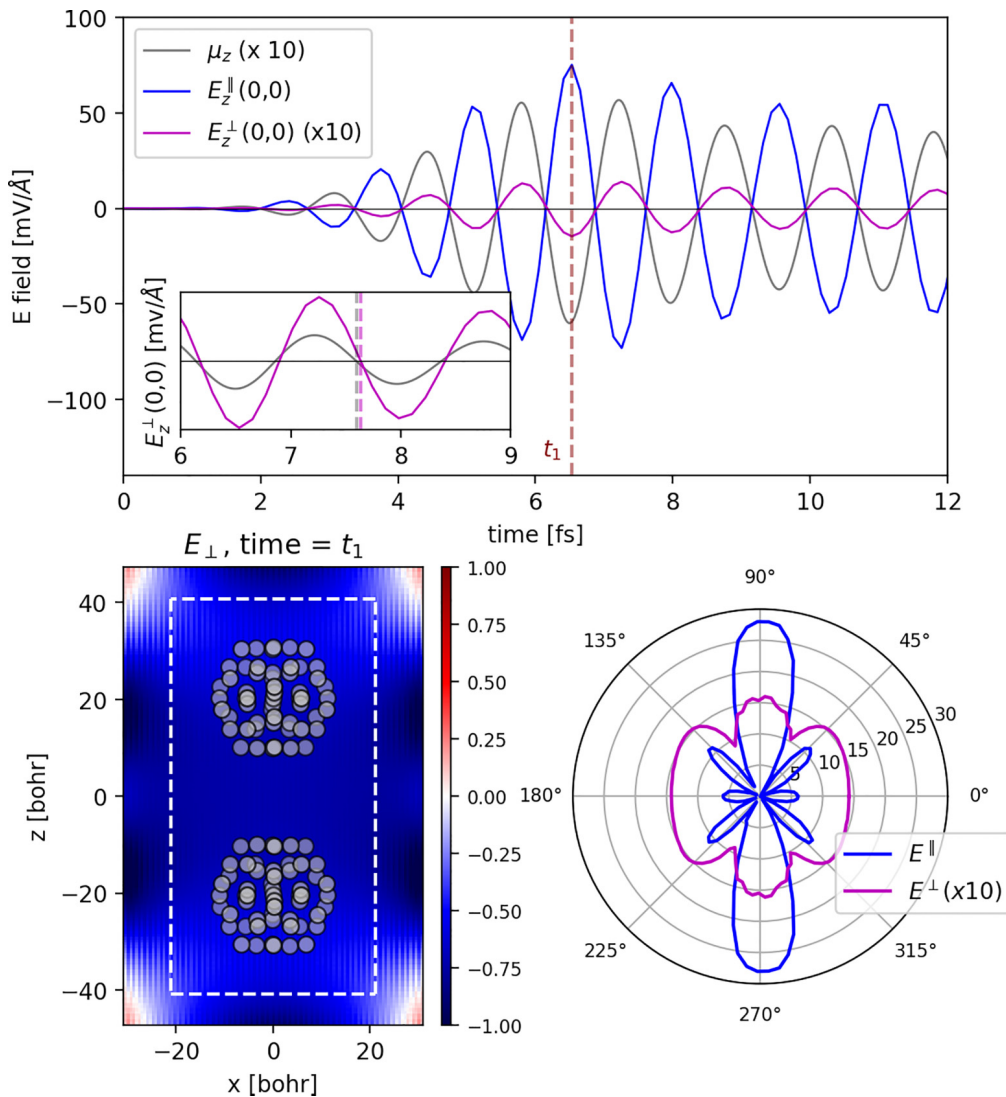 100
50
0
−50
−100
E field [mV/Å]
μz (x 10)
Ez∥(0,0)
Ez⊥(0,0) (x10)
Ez⊥(0,0) [mv/Å]
6 7 8 9
t1
0 2 4 6 8 10 12
time [fs]
E⊥, time = t1
40
20
0
−20
−40
z [bohr]
−20 0 20
x [bohr]
1.00
0.75
0.50
0.25
0.00
−0.25
−0.50
−0.75
−1.00
90°
135° 45°
180° 0°
225° 315°
270°
5 10 15 20 25 30
E∥
E⊥(x10)